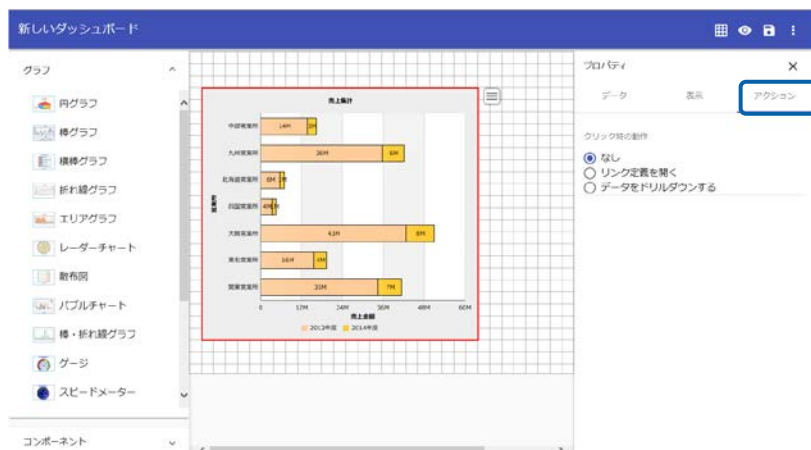 新しいダッシュボード
グラフ
円グラフ
棒グラフ
横棒グラフ
折れ線グラフ
エリアグラフ
レーダーチャート
散布図
バブルチャート
棒・折れ線グラフ
ゲージ
スピードメーター
コンポーネント
売上集計
中部営業所
14M
九州営業所
36M
6M
北海道営業所
6M
四国営業所
大阪営業所
43M
8M
東北営業所
16M
4M
関東営業所
7M
0
12M
24M
36M
48M
60M
売上金額
2013年度
2014年度
プロパティ
データ
表示
アクション
クリック時の動作
なし
リンク定義を開く
データをドリルダウンする